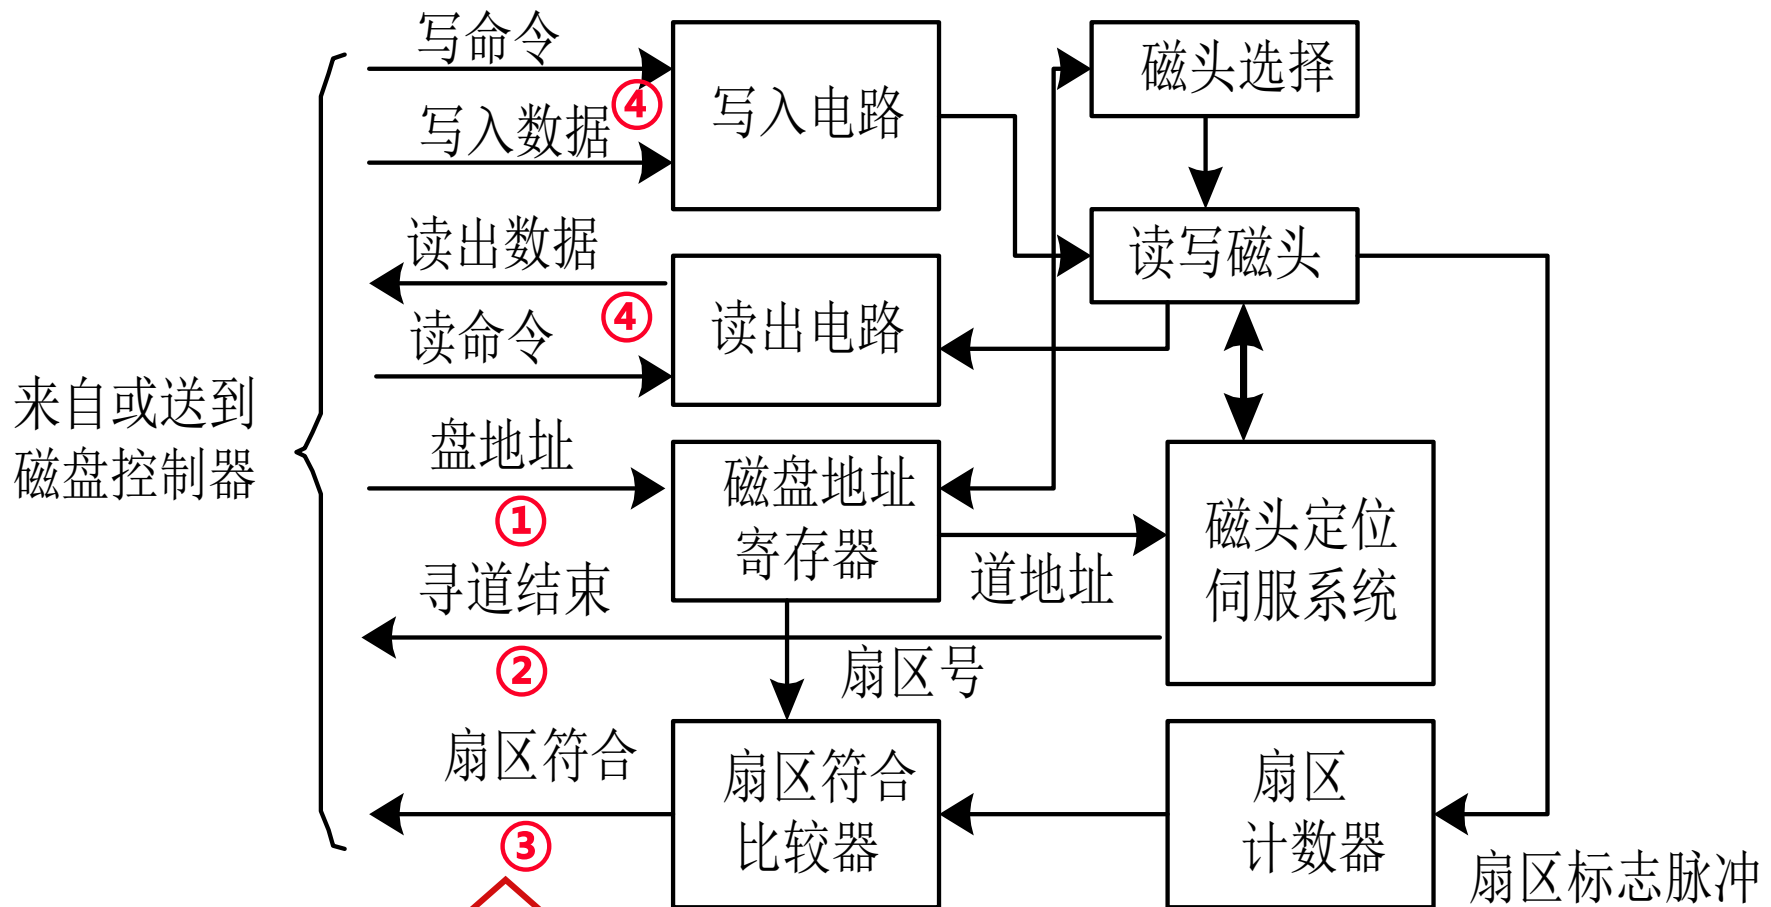 写命令
④
写入数据
写入电路
磁头选择
读出数据
④
读命令
读出电路
读写磁头
来自或送到
磁盘控制器
盘地址
①
磁盘地址
寄存器
道地址
磁头定位
伺服系统
寻道结束
②
扇区号
扇区符合
③
扇区符合
比较器
扇区
计数器
扇区标志脉冲